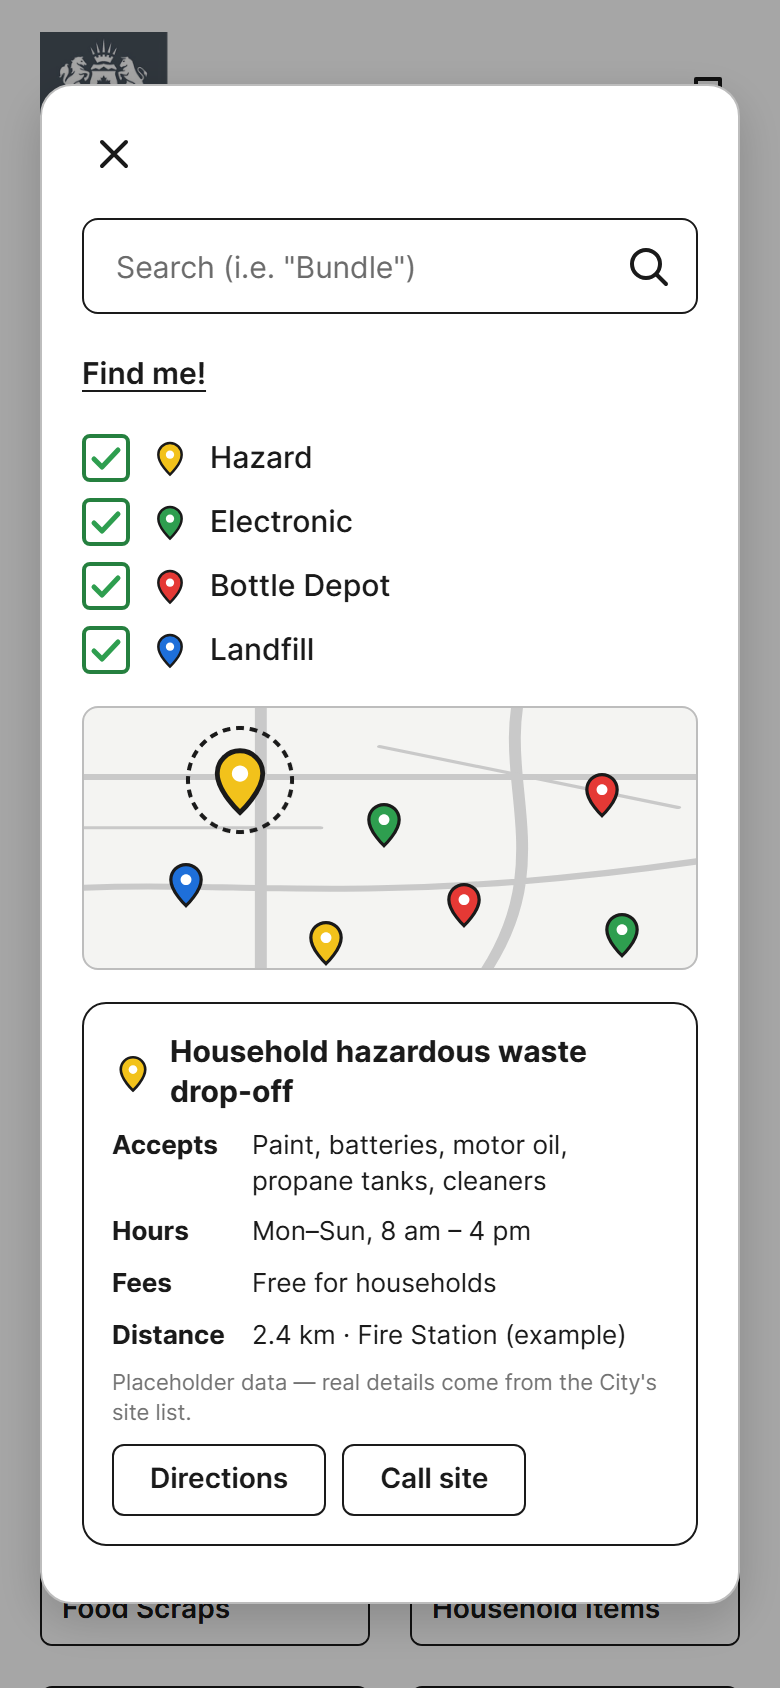 Search (i.e. "Bundle")
Find me!
Hazard
Electronic
Bottle Depot
Landfill
Household hazardous waste
drop-off
Accepts Paint, batteries, motor oil,
propane tanks, cleaners
Hours Mon–Sun, 8 am – 4 pm
Fees Free for households
Distance 2.4 km · Fire Station (example)
Placeholder data — real details come from the City's
site list.
Directions Call site
Food Scraps Household Items